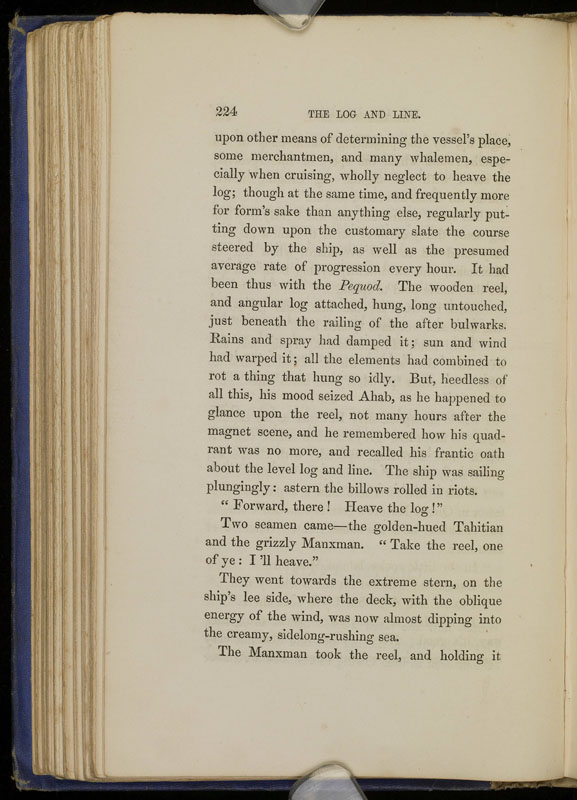 224 THE LOG AND LINE.
upon other means of determining the vessel's place,
some merchantmen, and many whalemen, espe-
cially when cruising, wholly neglect to heave the
log; though at the same time, and frequently more
for form's sake than anything else, regularly put-
ting down upon the customary slate the course
steered by the ship, as well as the presumed
average rate of progression every hour. It had
been thus with the Pequod. The wooden reel,
and angular log attached, hung, long untouched,
just beneath the railing of the after bulwarks.
Rains and spray had damped it; sun and wind
had warped it; all the elements had combined to
rot a thing that hung so idly. But, heedless of
all this, his mood seized Ahab, as he happened to
glance upon the reel, not many hours after the
magnet scene, and he remembered how his quad-
rant was no more, and recalled his frantic oath
about the level log and line. The ship was sailing
plungingly: astern the billows rolled in riots.
“ Forward, there ! Heave the log !”
Two seamen came—the golden-hued Tahitian
and the grizzly Manxman. “ Take the reel, one
of ye : I 'll heave.”
They went towards the extreme stern, on the
ship's lee side, where the deck, with the oblique
energy of the wind, was now almost dipping into
the creamy, sidelong-rushing sea.
The Manxman took the reel, and holding it